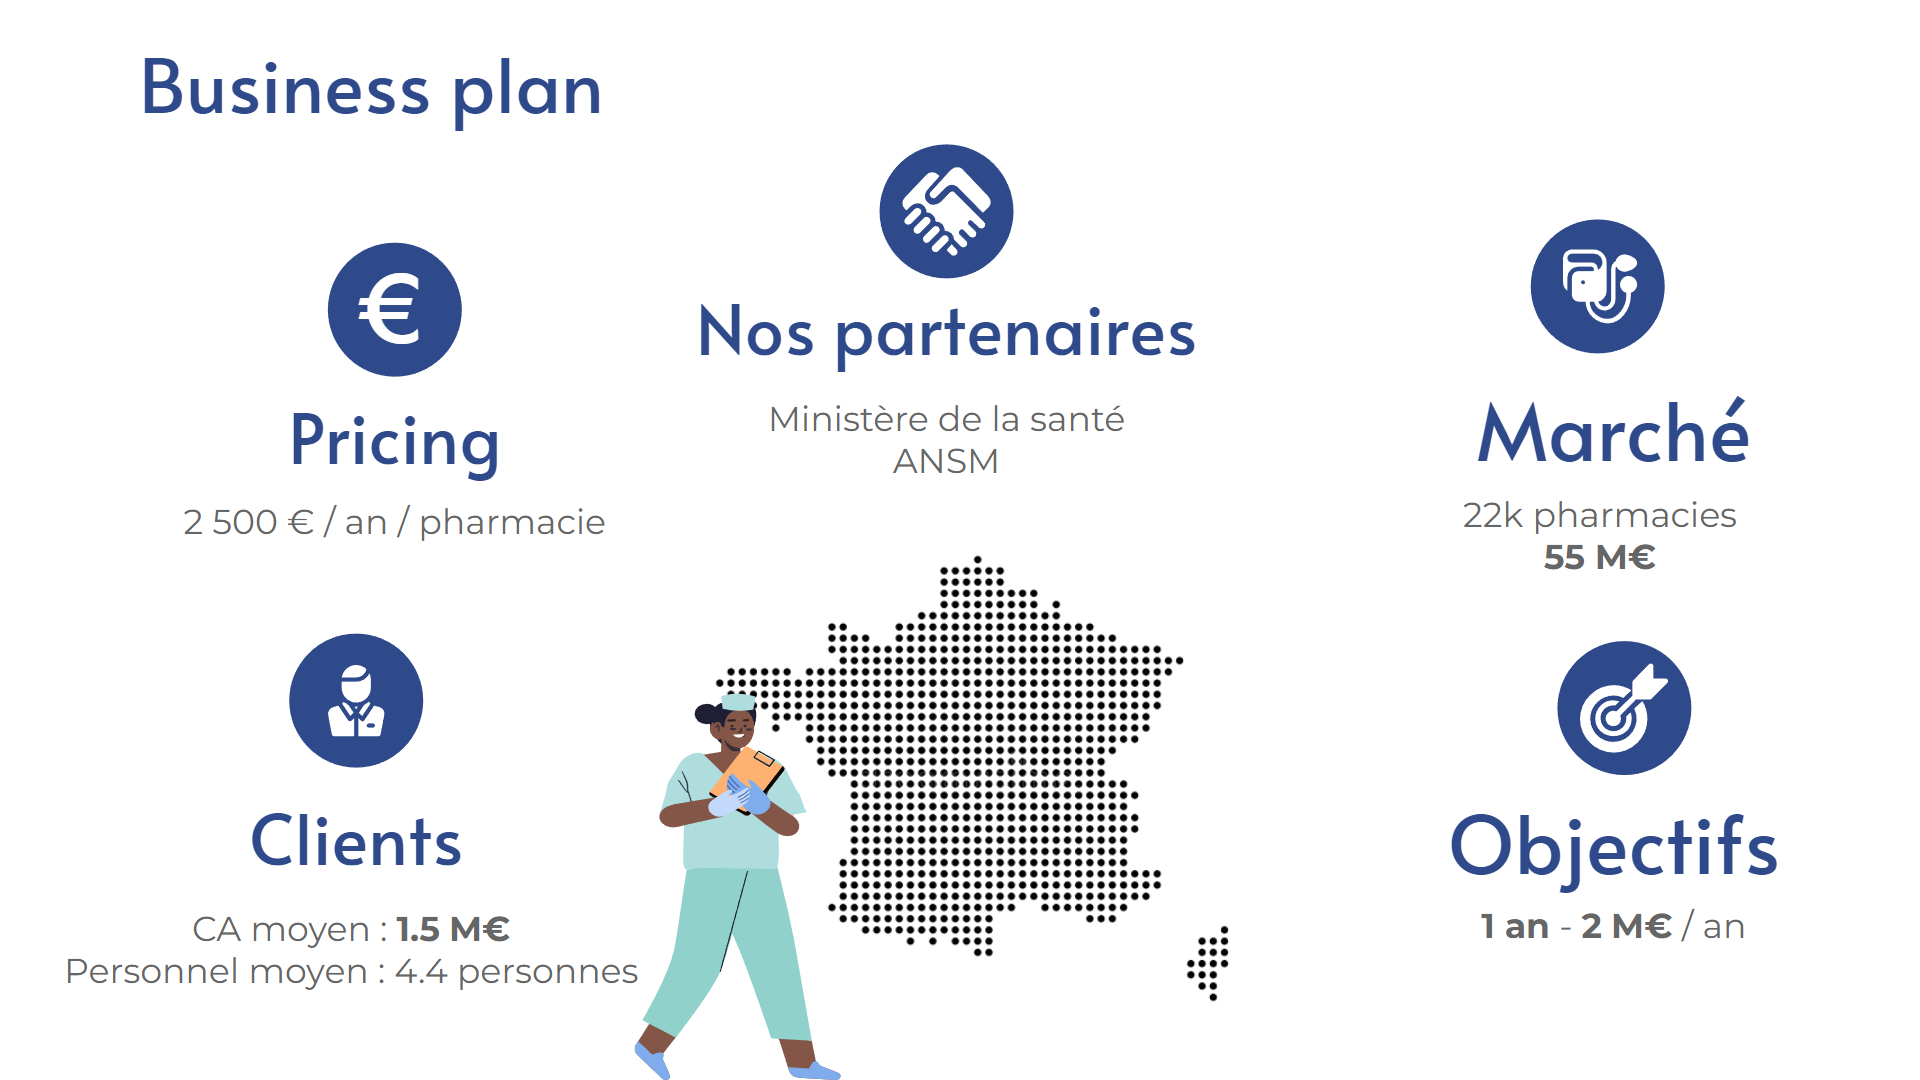 Business plan
€
Pricing
2 500 € / an / pharmacie
Nos partenaires
Ministère de la santé
ANSM
Marché
22k pharmacies
55 M€
Clients
CA moyen : 1.5 M€
Personnel moyen : 4.4 personnes
Objectifs
1 an - 2 M€ / an